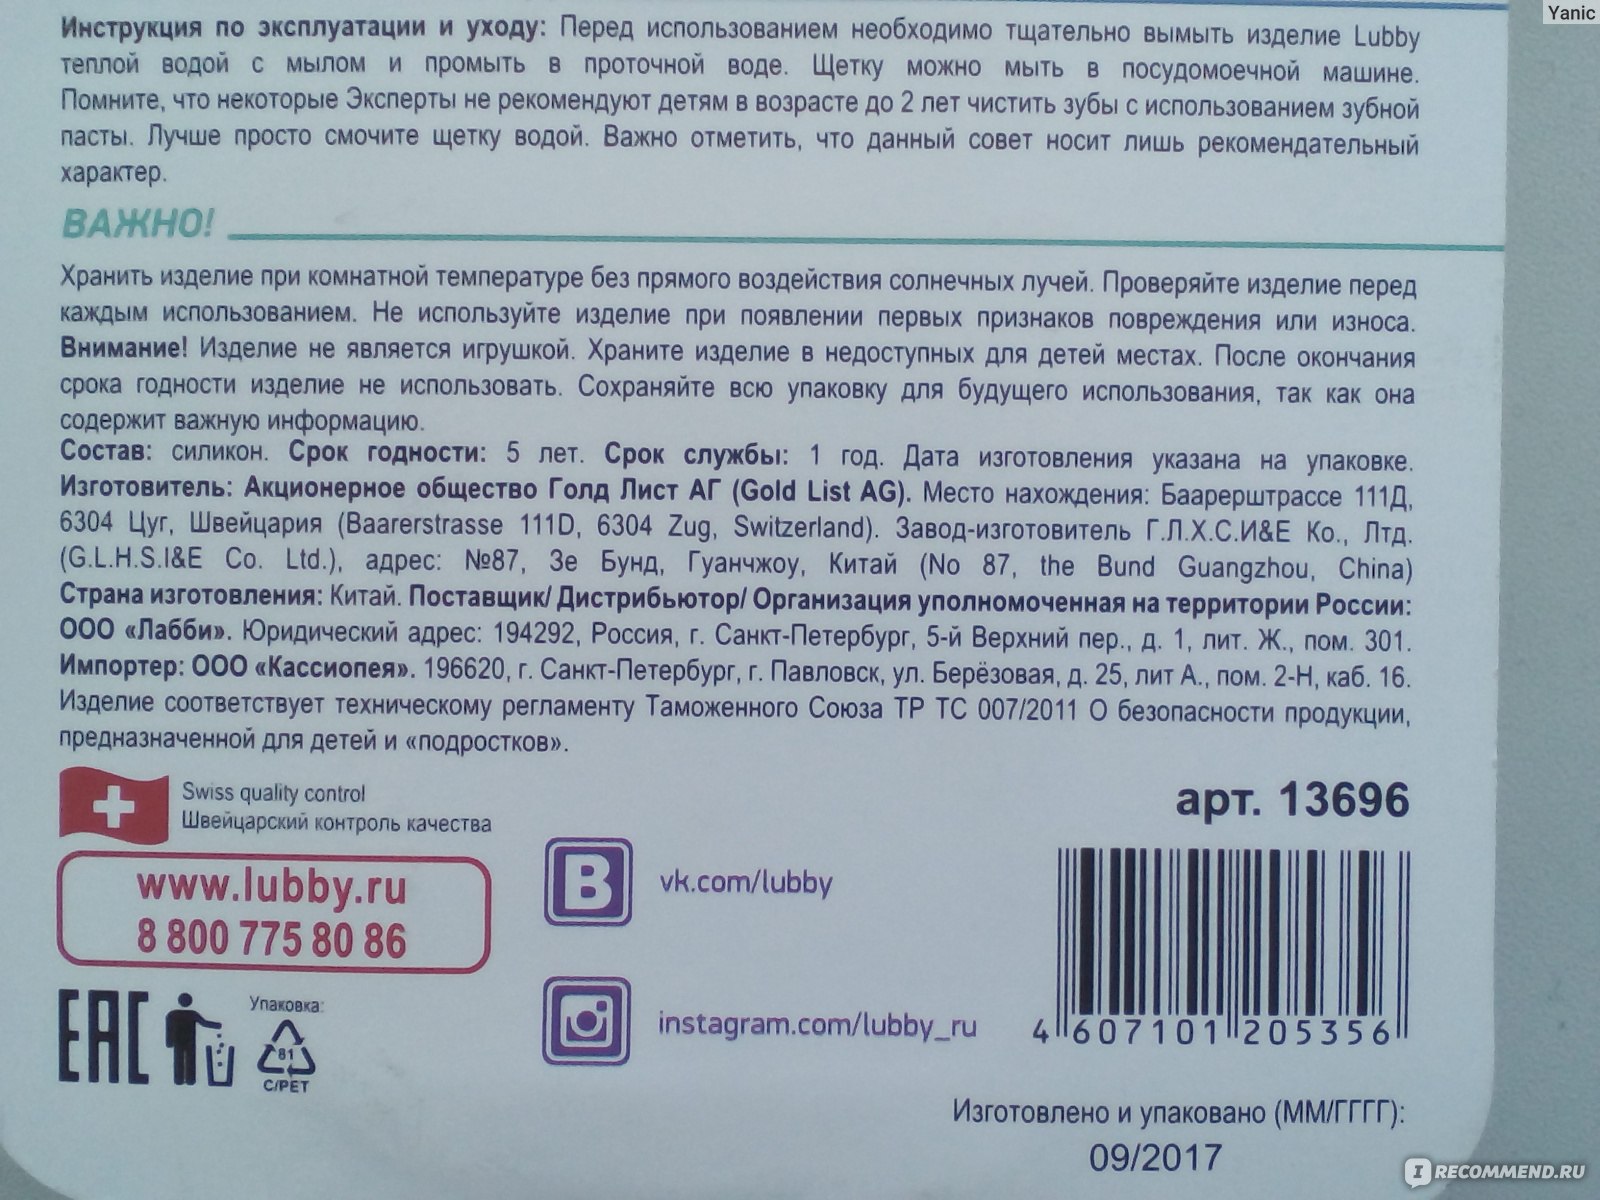 Yanic
Инструкция по эксплуатации и уходу: Перед использованием необходимо тщательно вымыть изделие Lubby
теплой водой с мылом и промыть в проточной воде. Щетку можно мыть в посудомоечной машине.
Помните, что некоторые Эксперты не рекомендуют детям в возрасте до 2 лет чистить зубы с использованием зубной
пасты. Лучше просто смочите щетку водой. Важно отметить, что данный совет носит лишь рекомендательный
характер.
ВАЖНО!
Хранить изделие при комнатной температуре без прямого воздействия солнечных лучей. Проверяйте изделие перед
каждым использованием. Не используйте изделие при появлении первых признаков повреждения или износа.
Внимание! Изделие не является игрушкой. Храните изделие в недоступных для детей местах. После окончания
срока годности изделие не использовать. Сохраняйте всю упаковку для будущего использования, так как она
содержит важную информацию.
Состав: силикон. Срок годности: 5 лет. Срок службы: 1 год. Дата изготовления указана на упаковке.
Изготовитель: Акционерное общество Голд Лист АГ (Gold List AG). Место нахождения: Баарерштрассе 111Д,
6304 Цуг, Швейцария (Baarerstrasse 111D, 6304 Zug, Switzerland). Завод-изготовитель Г.Л.Х.С.И&Е Ко., Лтд.
(G.L.H.S.I&E Co. Ltd.), адрес: №87, Зе Бунд, Гуанчжоу, Китай (No 87, the Bund Guangzhou, China)
Страна изготовления: Китай. Поставщик/ Дистрибьютор/ Организация уполномоченная на территории России:
ООО «Лабби». Юридический адрес: 194292, Россия, г. Санкт-Петербург, 5-й Верхний пер., д. 1, лит. Ж., пом. 301.
Импортер: ООО «Кассиопея». 196620, г. Санкт-Петербург, г. Павловск, ул. Берёзовая, д. 25, лит А., пом. 2-Н, каб. 16.
Изделие соответствует техническому регламенту Таможенного Союза ТР ТС 007/2011 О безопасности продукции,
предназначенной для детей и «подростков».
Swiss quality control
Швейцарский контроль качества
www.lubby.ru
8 800 775 80 86
EAC
Упаковка:
81
C/PET
B
vk.com/lubby
instagram.com/lubby_ru
арт. 13696
4 607101 205356
Изготовлено и упаковано (ММ/ГГГГ):
09/2017
IRECOMMEND.RU